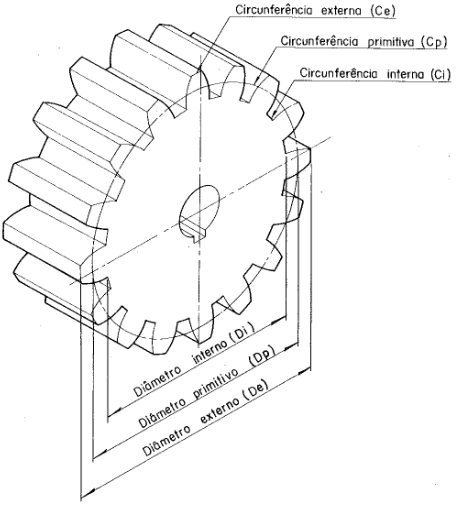 Circunferência externa (Ce)
Circunferência primitiva (Cp)
Circunferência interna (Ci)
Diâmetro interno (Di)
Diâmetro primitivo (Dp)
Diâmetro externo (De)